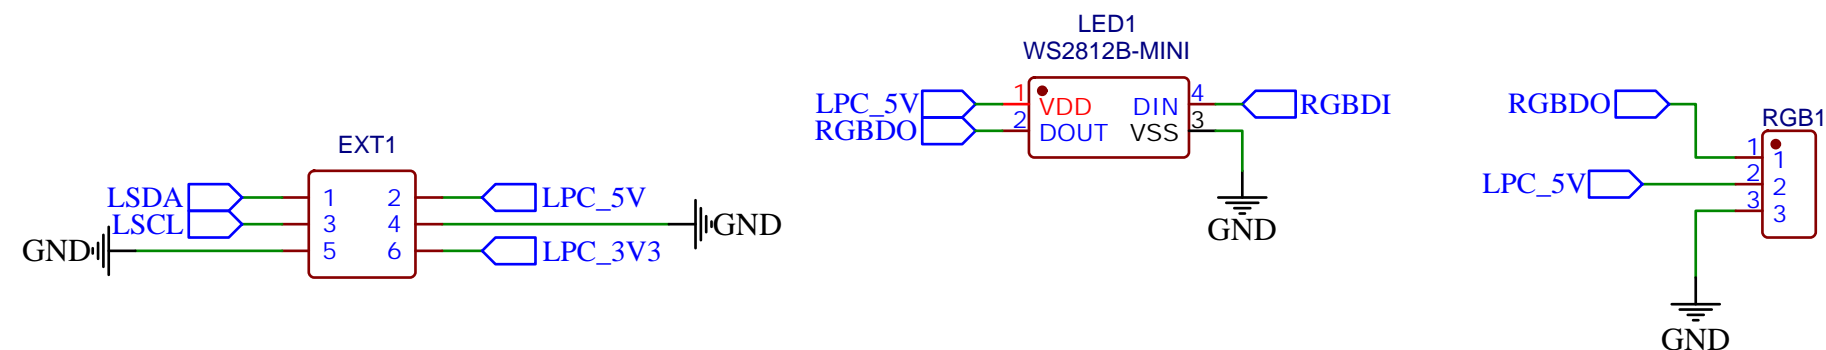 EXT1
LSDA 1 2 LPC_5V
LSCL 3 4 GND
GND 5 6 LPC_3V3
LED1
WS2812B-MINI
LPC_5V 1 VDD DIN 4 RGBDI
RGBDO 2 DOUT VSS 3
GND
RGB1
RGBDO 1 1
LPC_5V 2 2
3 3
GND